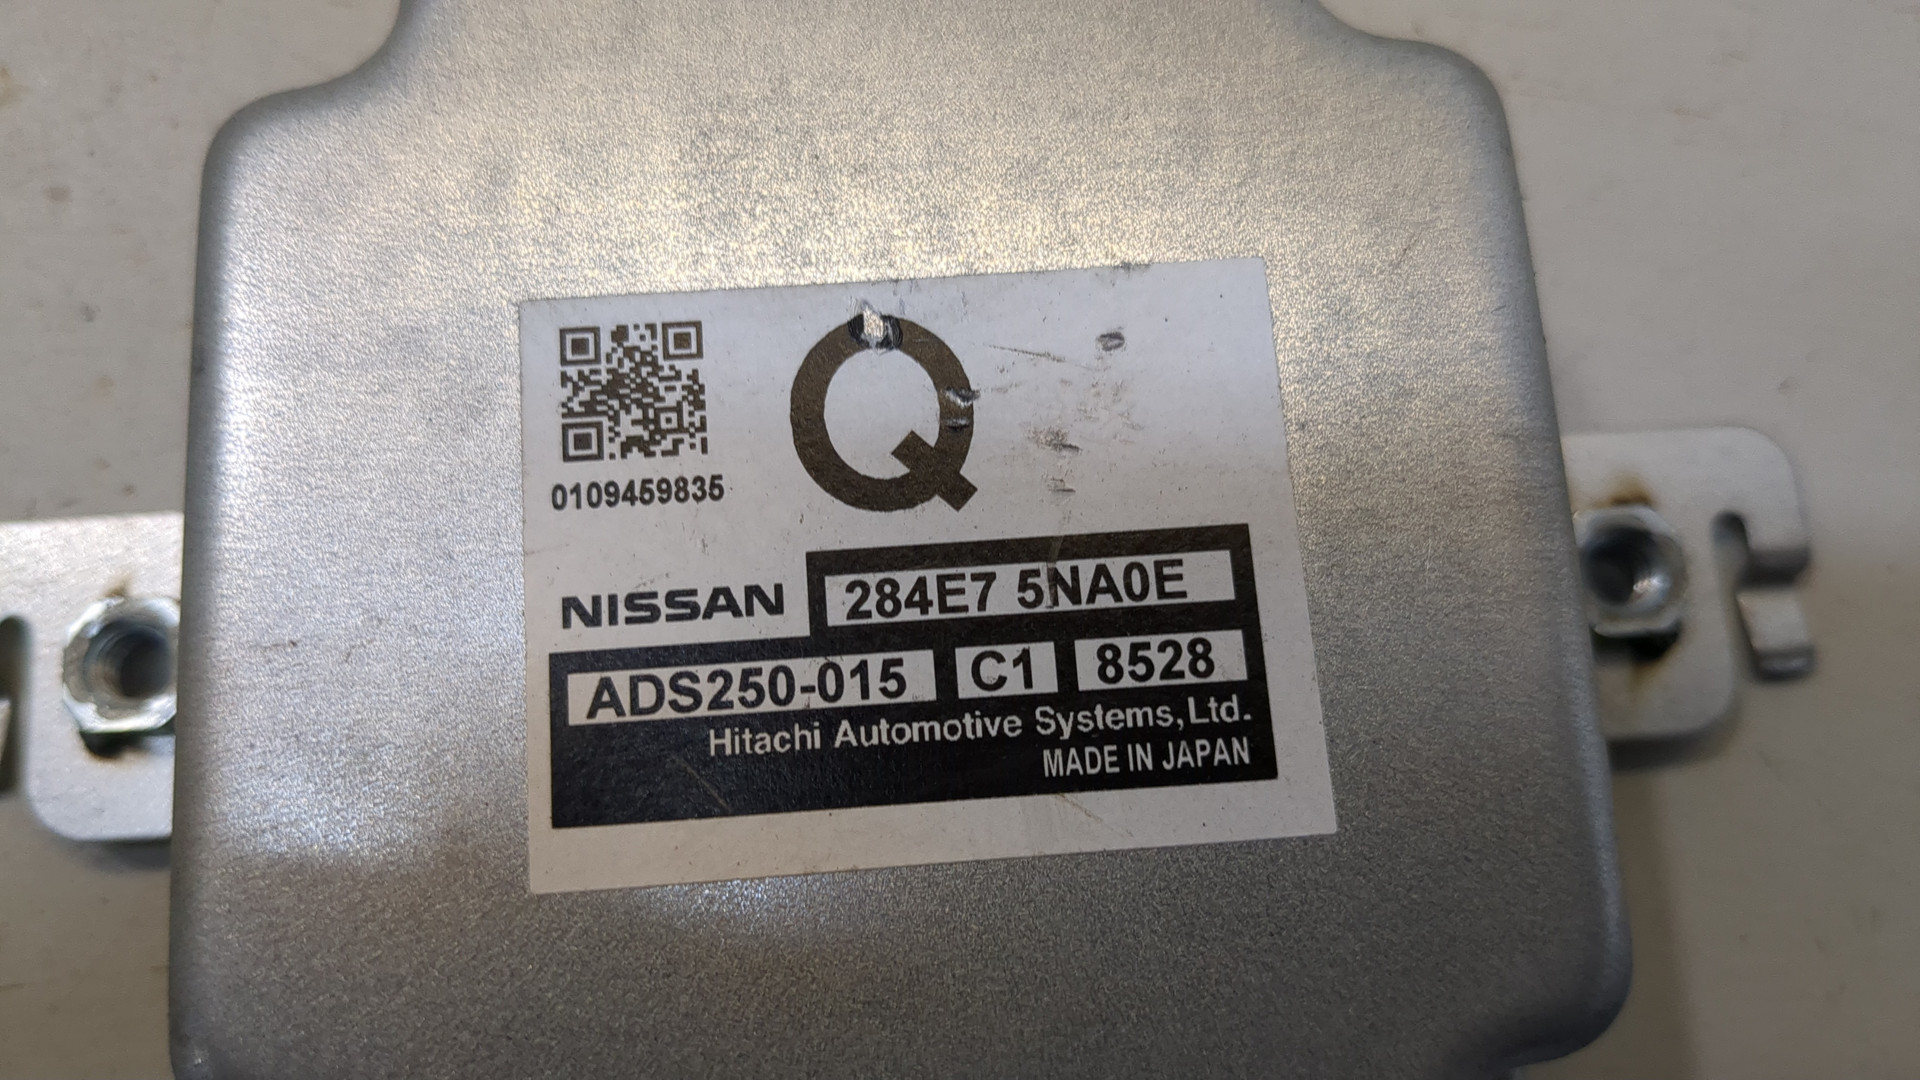 Q
0109459835
NISSAN 284E7 5NA0E
ADS250-015 C1 8528
Hitachi Automotive Systems,Ltd.
MADE IN JAPAN